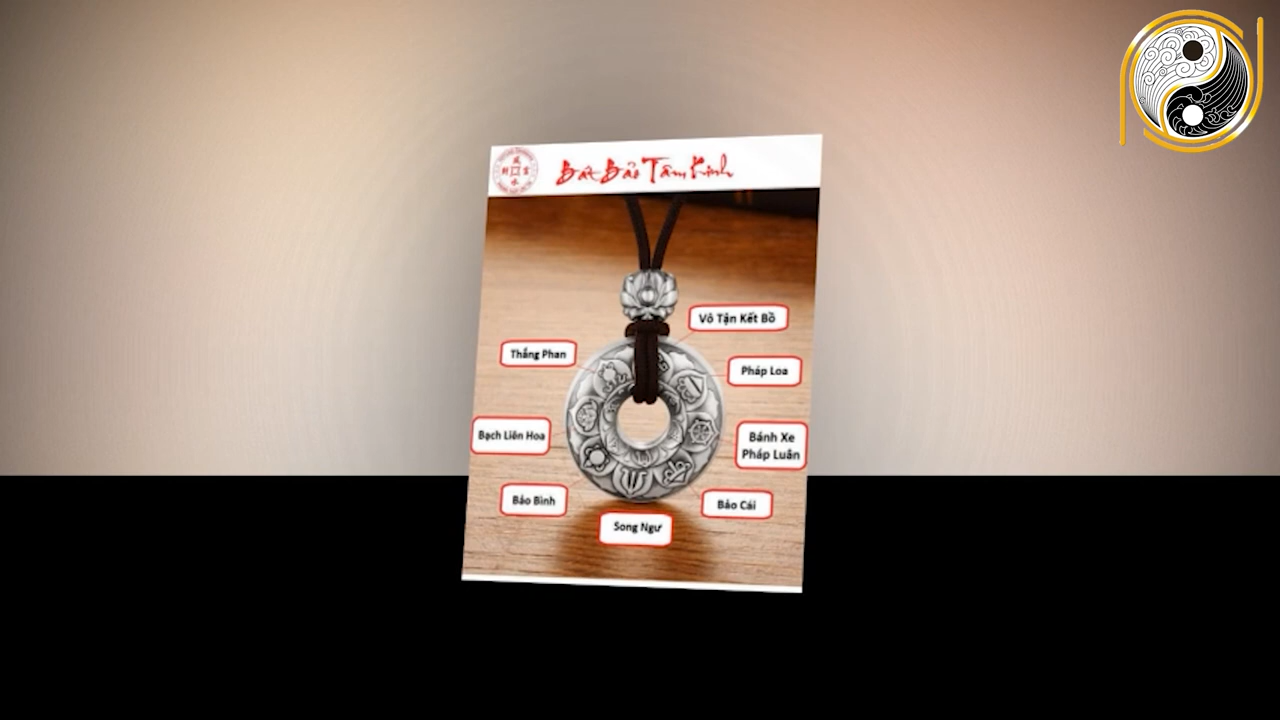 Bát Bảo Tâm Kinh
Vô Tận Kết Bồ
Thắng Phan
Pháp Loa
Bạch Liên Hoa
Bánh Xe
Pháp Luân
Bảo Bình
Bảo Cái
Song Ngư